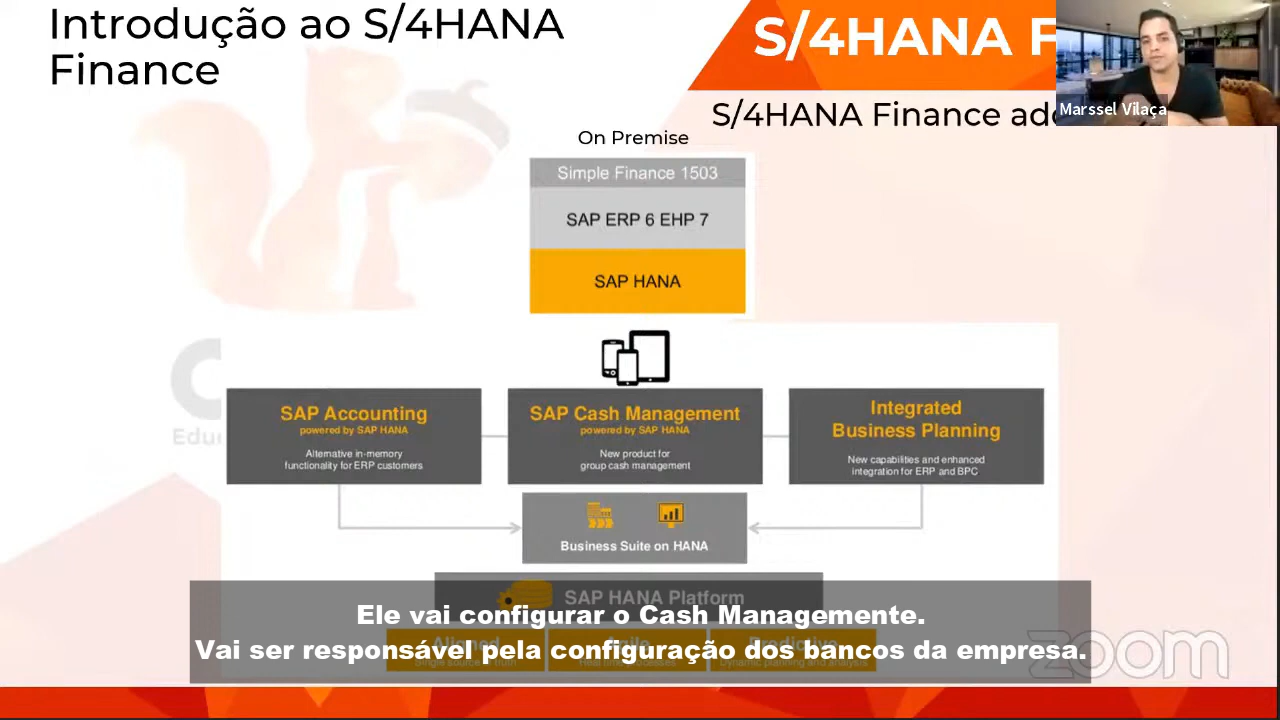 Introdução ao S/4HANA
Finance
S/4HANA F
Marssel Vilaça
S/4HANA Finance
On Premise
Simple Finance 1503
SAP ERP 6 EHP 7
SAP HANA
SAP Accounting
powered by SAP HANA
Alternative in-memory
functionality for ERP customers
SAP Cash Management
powered by SAP HANA
New product for
group cash management
Integrated
Business Planning
New capabilities and enhanced
integration for ERP and BPC
Business Suite on HANA
SAP HANA Platform
Ele vai configurar o Cash Managemente.
Vai ser responsável pela configuração dos bancos da empresa.
zoom